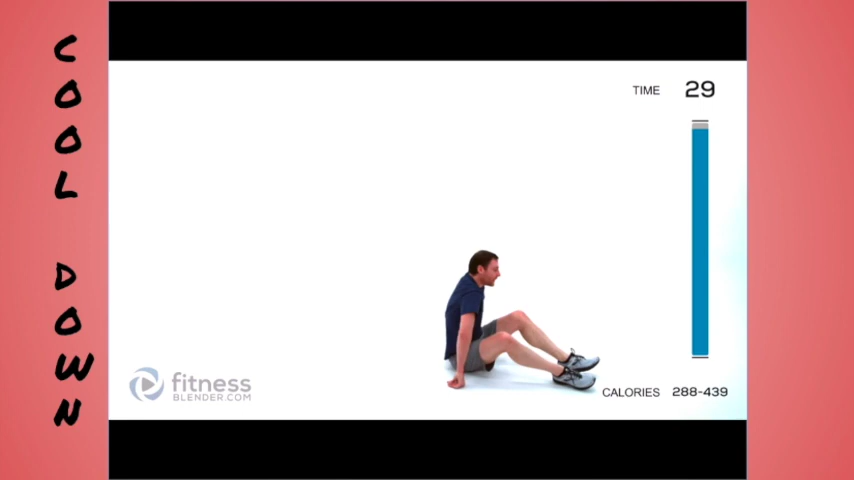 COOL DOWN
TIME 29
fitness
BLENDER.COM
CALORIES 288-439